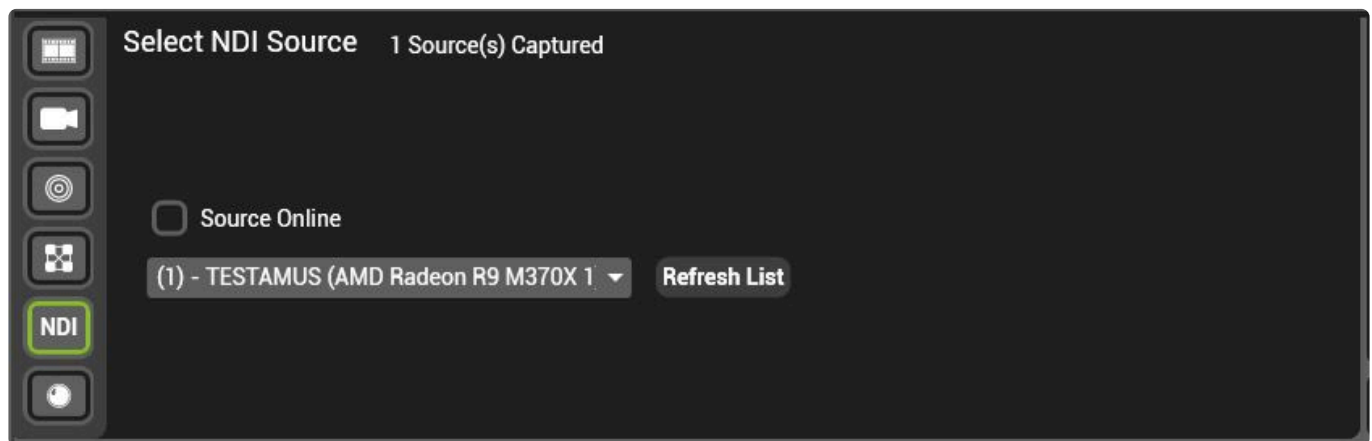 Select NDI Source 1 Source(s) Captured
Source Online
(1) - TESTAMUS (AMD Radeon R9 M370X 1 Refresh List
NDI